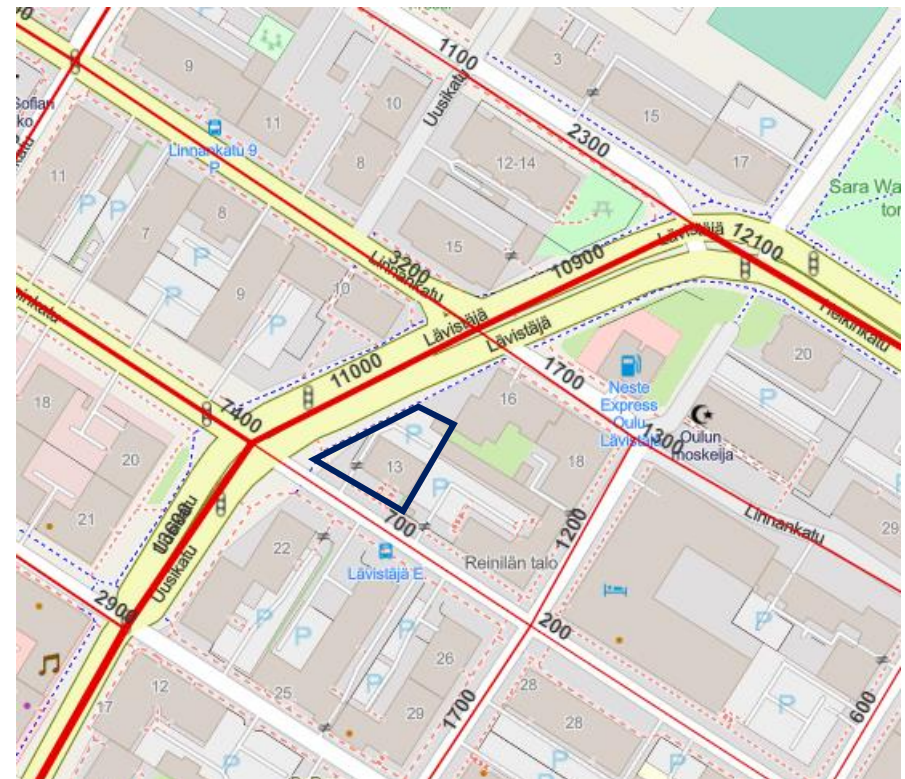 1100
3
9
Uusikatu
10
15
P
Sofian
ko
11
2300
Linnankatu 9
P
8
12-14
17
Sara Wa
tor
11
P
P
8
15
10900
Lävistäjä
12100
7
3200
Linnankatu
P
9
10
Lävistäjä
Lävistäjä
Heikinkatu
P
11000
1700
20
Neste
Express
Oulu
16
18
7400
P
1300
Oulun
moskeija
20
13
18
P
21
700
1200
Linnankatu
29
Uusikatu
22
Lävistäjä E
Reinilän talo
2900
P
P
200
P
26
12
17
25
1700
28
600
P
29
28
P
P